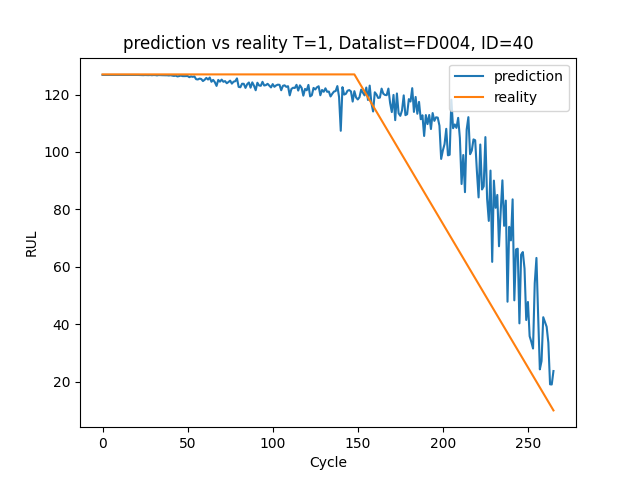 prediction vs reality T=1, Datalist=FD004, ID=40
prediction
reality
RUL
120
100
80
60
40
20
0 50 100 150 200 250
Cycle